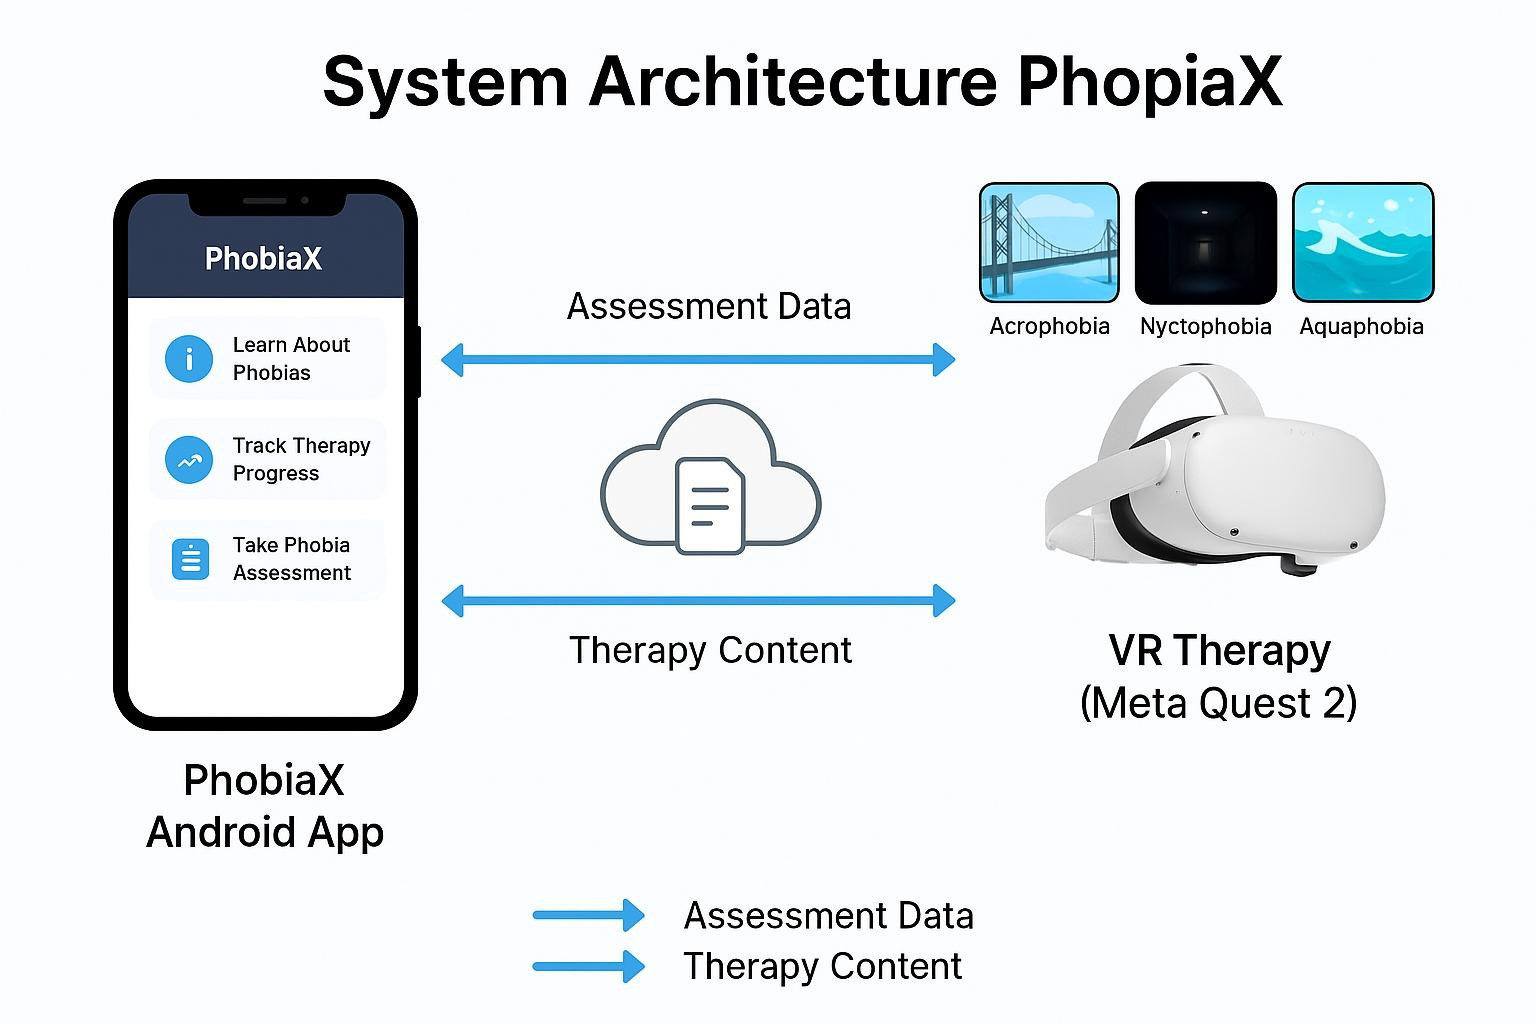 System Architecture PhopiaX
PhobiaX
Learn About
Phobias
Track Therapy
Progress
Take Phobia
Assessment
PhobiaX
Android App
Assessment Data
Therapy Content
Acrophobia
Nyctophobia
Aquaphobia
VR Therapy
(Meta Quest 2)
Assessment Data
Therapy Content